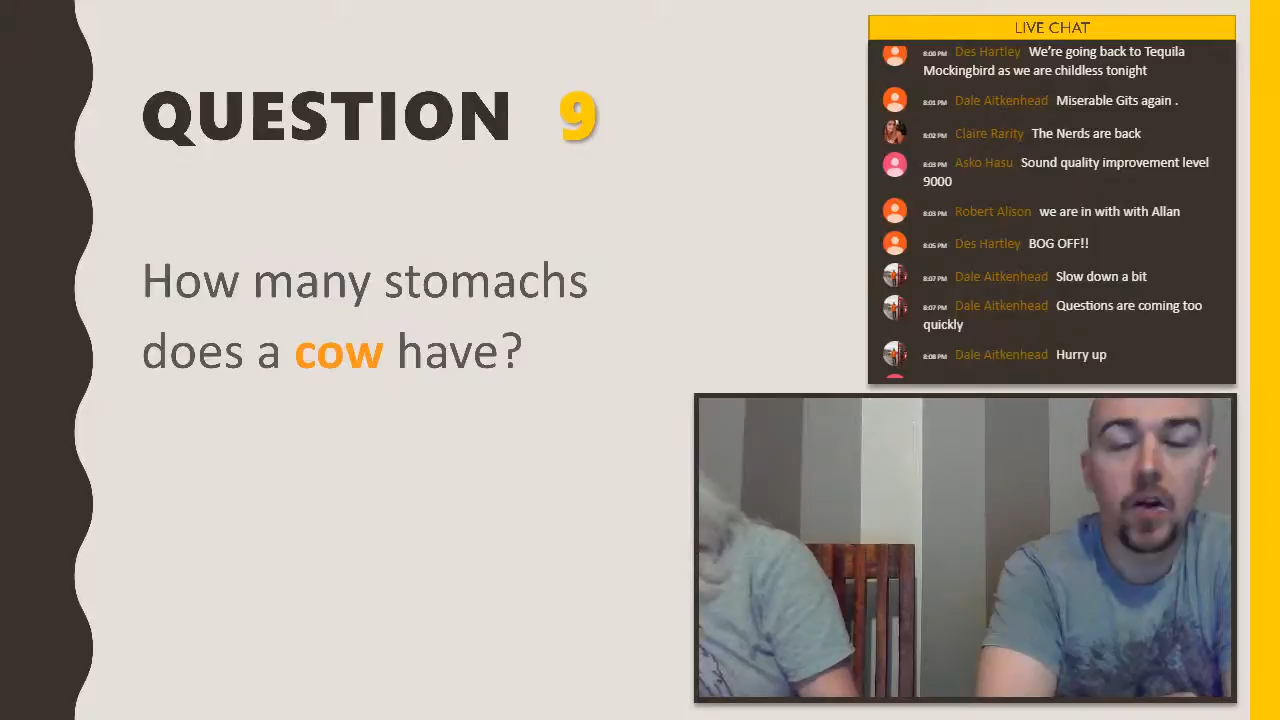 QUESTION 9
How many stomachs
does a cow have?
LIVE CHAT
8:00 PM Des Hartley We're going back to Tequila
Mockingbird as we are childless tonight
8:01 PM Dale Aitkenhead Miserable Gits again .
8:02 PM Claire Rarity The Nerds are back
8:03 PM Asko Hasu Sound quality improvement level
9000
8:03 PM Robert Alison we are in with with Allan
8:05 PM Des Hartley BOG OFF!!
8:07 PM Dale Aitkenhead Slow down a bit
8:07 PM Dale Aitkenhead Questions are coming too
quickly
8:08 PM Dale Aitkenhead Hurry up